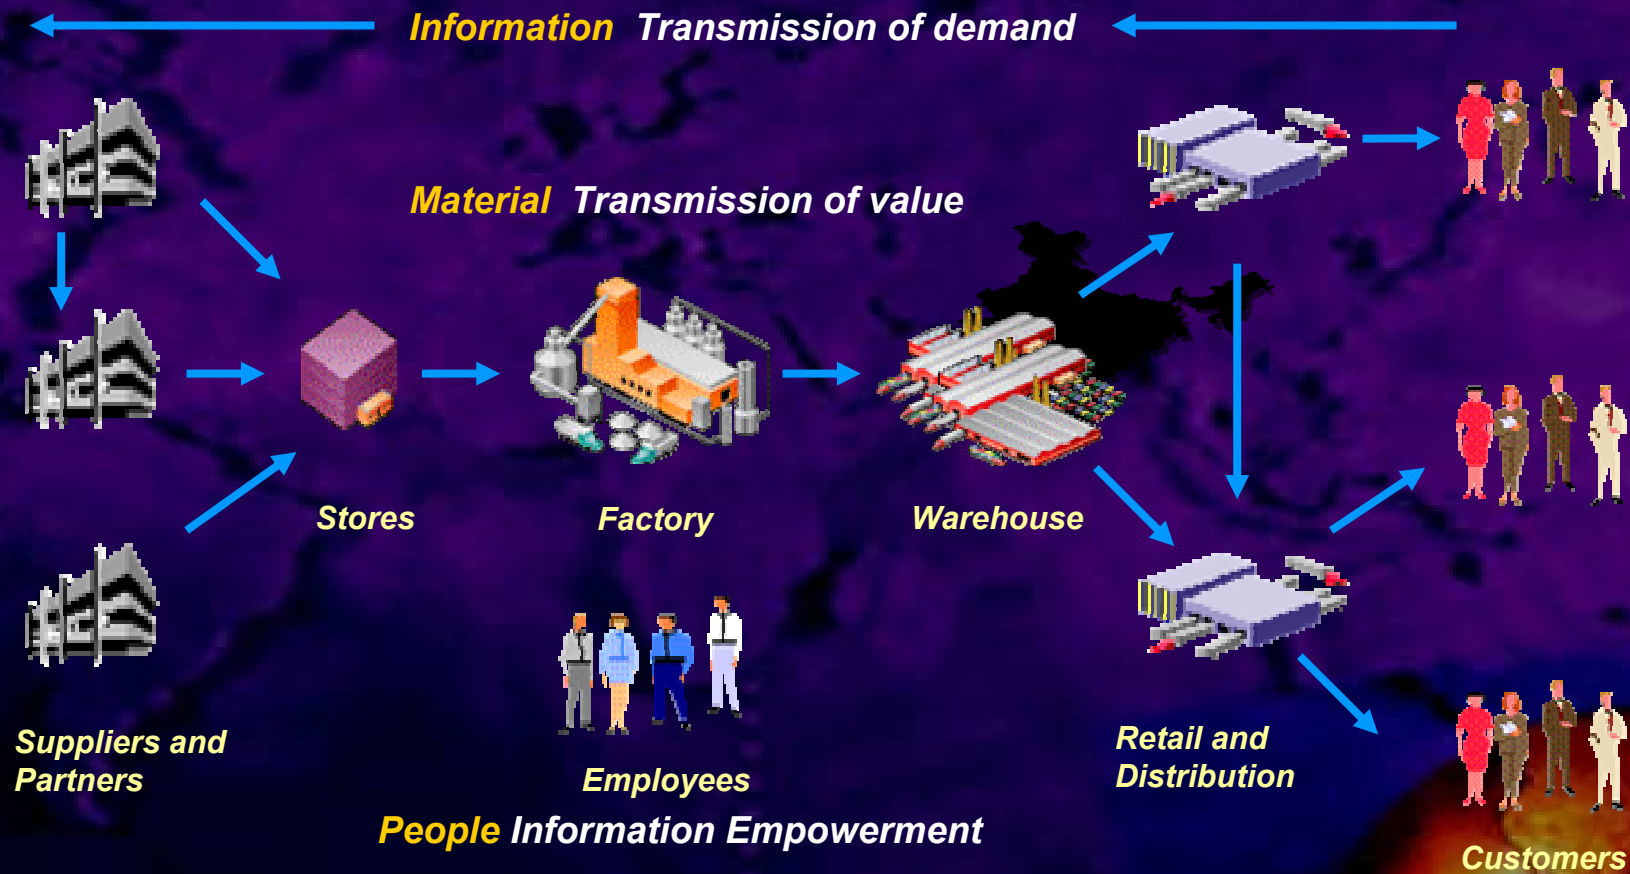 Information Transmission of demand
Material Transmission of value
Stores
Factory
Warehouse
Suppliers and
Partners
Employees
Retail and
Distribution
People Information Empowerment
Customers